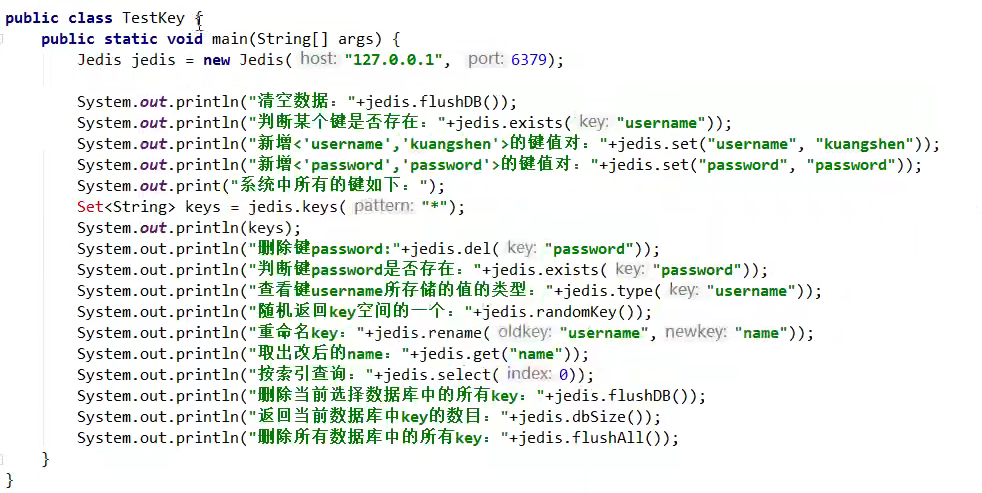 public class TestKey {
    public static void main(String[] args) {
        Jedis jedis = new Jedis( host: "127.0.0.1", port: 6379);
        System.out.println("清空数据："+jedis.flushDB());
        System.out.println("判断某个键是否存在："+jedis.exists( key: "username"));
        System.out.println("新增<'username','kuangshen'>的键值对："+jedis.set("username", "kuangshen"));
        System.out.println("新增<'password','password'>的键值对："+jedis.set("password", "password"));
        System.out.print("系统中所有的键如下：");
        Set<String> keys = jedis.keys( pattern: "*");
        System.out.println(keys);
        System.out.println("删除键password:"+jedis.del( key: "password"));
        System.out.println("判断键password是否存在："+jedis.exists( key: "password"));
        System.out.println("查看键username所存储的值的类型："+jedis.type( key: "username"));
        System.out.println("随机返回key空间的一个："+jedis.randomKey());
        System.out.println("重命名key："+jedis.rename( oldkey: "username", newkey: "name"));
        System.out.println("取出改后的name："+jedis.get("name"));
        System.out.println("按索引查询："+jedis.select( index: 0));
        System.out.println("删除当前选择数据库中的所有key："+jedis.flushDB());
        System.out.println("返回当前数据库中key的数目："+jedis.dbSize());
        System.out.println("删除所有数据库中的所有key："+jedis.flushAll());
    }
}